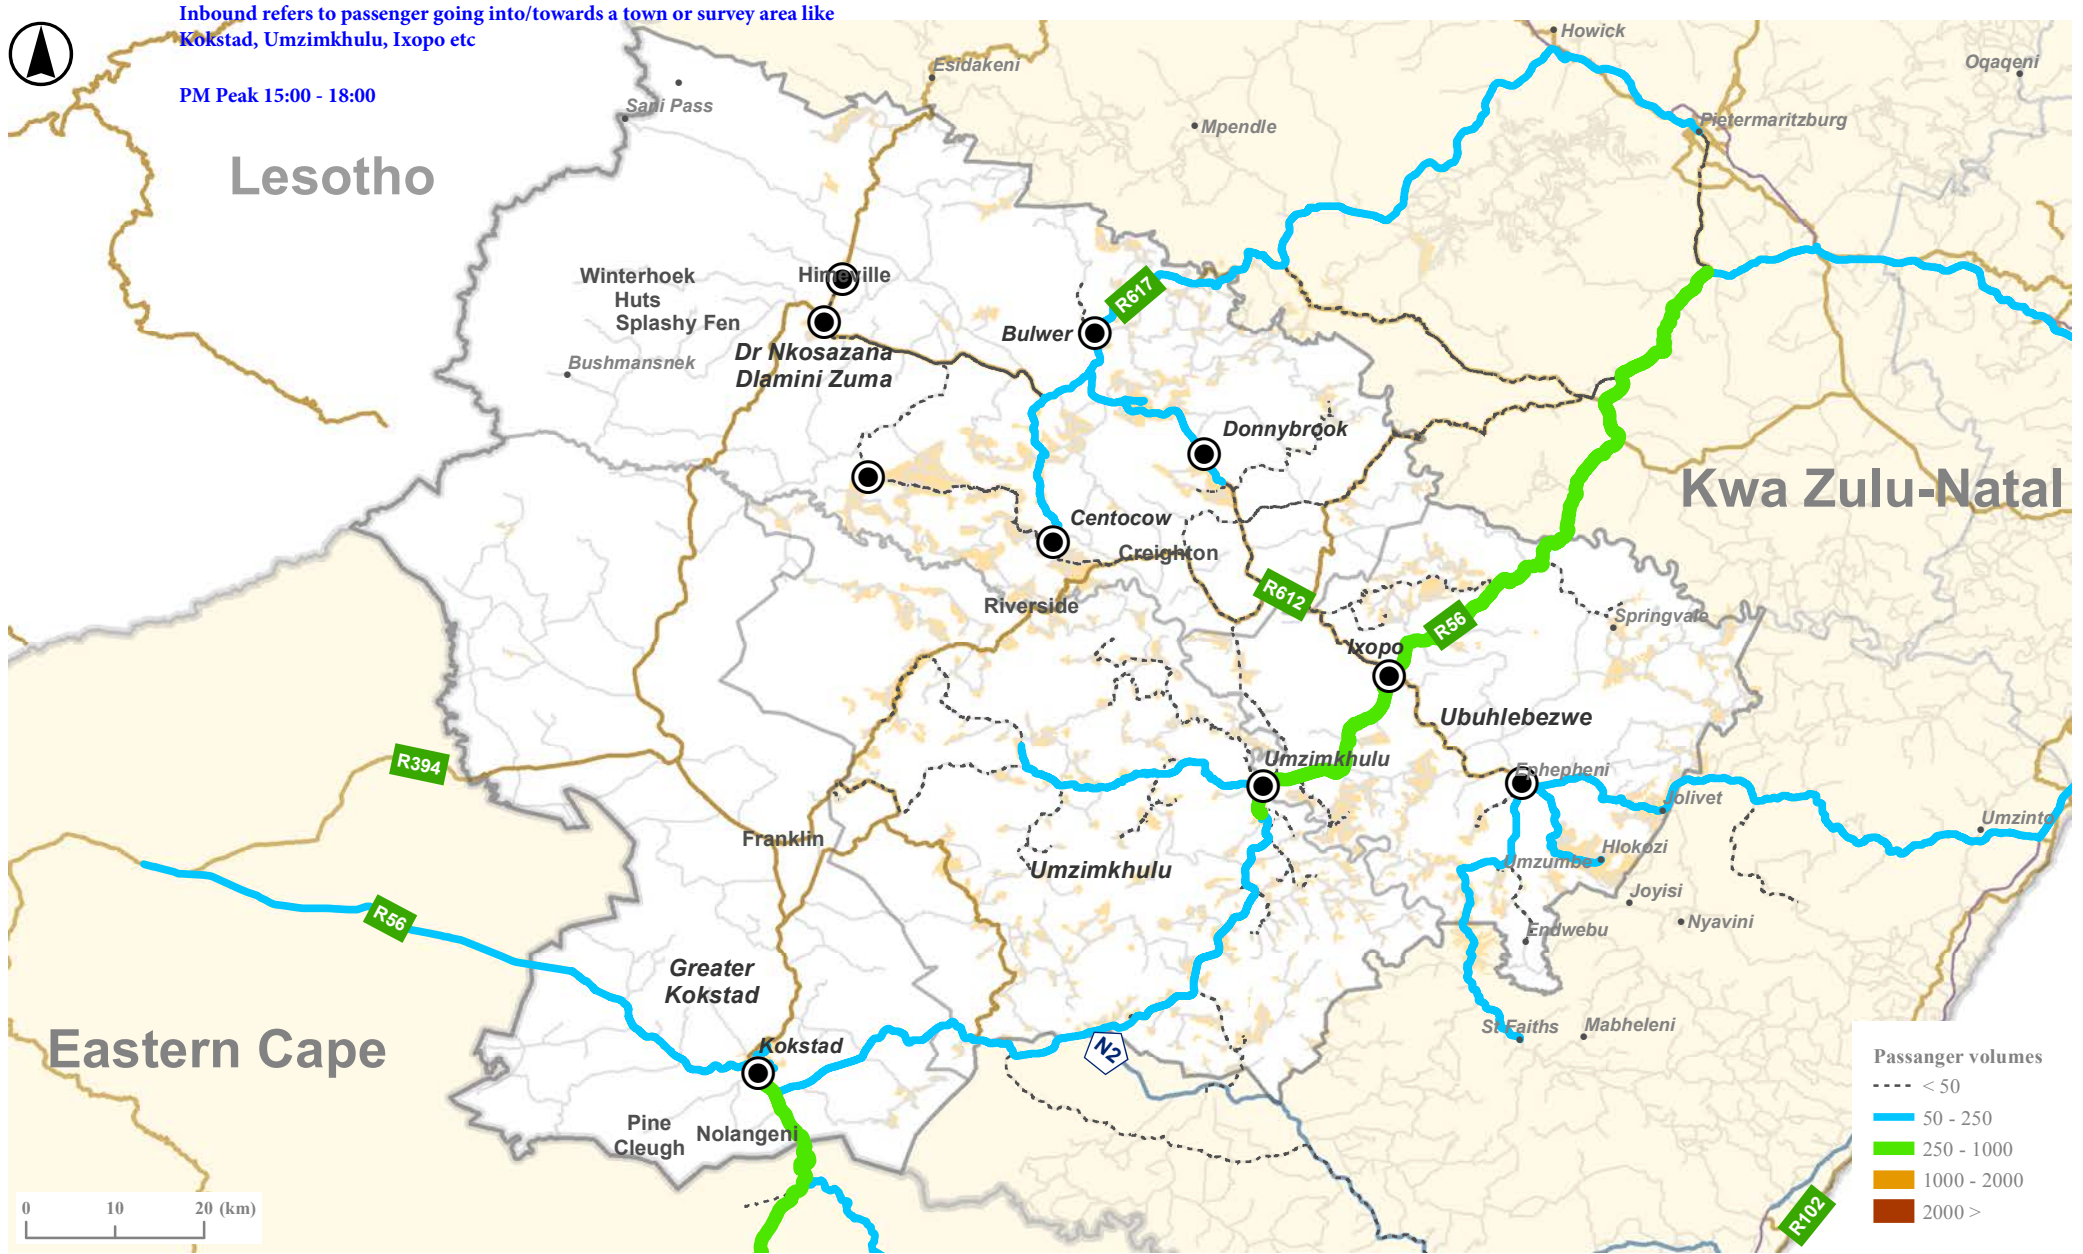 Inbound refers to passenger going into/towards a town or survey area like
Kokstad, Umzimkhulu, Ixopo etc
PM Peak 15:00 - 18:00
Howick
Oqaqeni
Esidakeni
Sani Pass
Mpendle
Pietermaritzburg
Lesotho
Winterhoek
Huts
Splashy Fen
Himeville
R617
Bulwer
Bushmansnek
Dr Nkosazana
Dlamini Zuma
Donnybrook
Kwa Zulu-Natal
Centocow
Creighton
Riverside
R612
R56
Springvale
Ixopo
Ubuhlebezwe
R394
Umzimkhulu
Ephepheni
Jolivet
Umzinto
Franklin
Umzimkhulu
Umzumbe
Hlokozi
Joyisi
Nyavini
Endwebu
R56
Greater
Kokstad
Eastern Cape
Kokstad
N2
St Faiths
Mabheleni
Pine
Cleugh
Nolangeni
R102
Passanger volumes
< 50
50 - 250
250 - 1000
1000 - 2000
2000 >
0 10 20 (km)